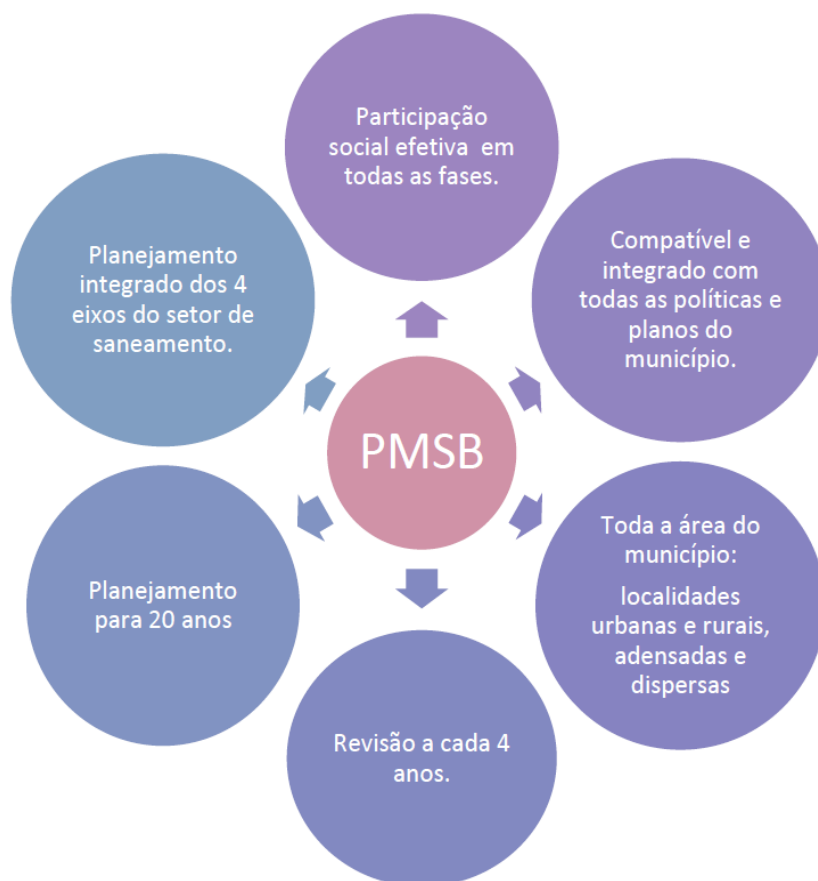 Participação
social efetiva em
todas as fases.
Compatível e
integrado com
todas as políticas e
planos do
município.
Toda a área do
município:
localidades
urbanas e rurais,
adensadas e
dispersas
Revisão a cada 4
anos.
Planejamento
para 20 anos
Planejamento
integrado dos 4
eixos do setor de
saneamento.
PMSB